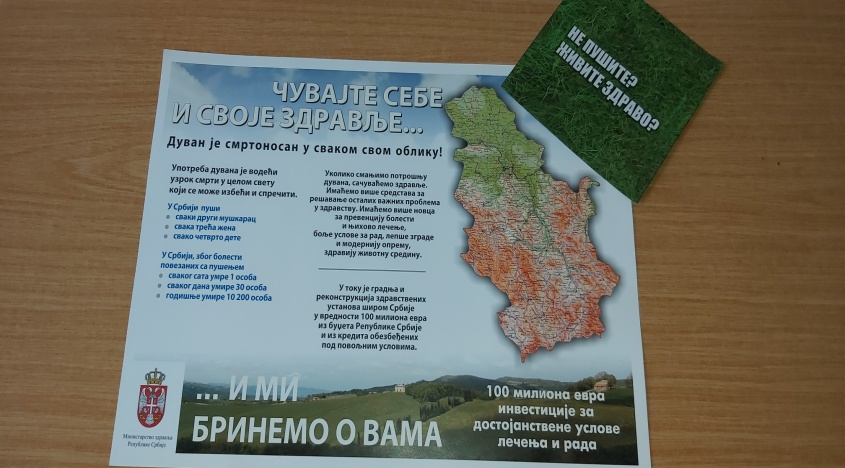 ЧУВАЈТЕ СЕБЕ
И СВОЈЕ ЗДРАВЉЕ...
Дуван је смртоносан у сваком свом облику!
Употреба дувана је водећи
узрок смрти у целом свету
који се може избећи и спречити.
У Србији пуши
сваки други мушкарац
свака трећа жена
свако четврто дете
У Србији, због болести
повезаних са пушењем
сваког сата умре 1 особа
сваког дана умире 30 особа
годишње умире 10 200 особа
Уколико смањимо потрошњу
дувана, сачуваћемо здравље.
Имаћемо више средстава за
решавање осталих важних проблема
у здравству. Имаћемо више новца
за превенцију болести
и њихово лечење,
боље услове за рад, лепше зграде
и модернију опрему,
здравију животну средину.
У току је градња и
реконструкција здравствених
установа широм Србије
у вредности 100 милиона евра
из буџета Републике Србије
и из кредита обезбеђених
под повољним условима.
... И МИ
БРИНЕМО О ВАМА
100 милиона евра
инвестиције за
достојанствене услове
лечења и рада
Министарство здравља
Републике Србије
НЕ ПУШИТЕ?
ЖИВИТЕ ЗДРАВО?